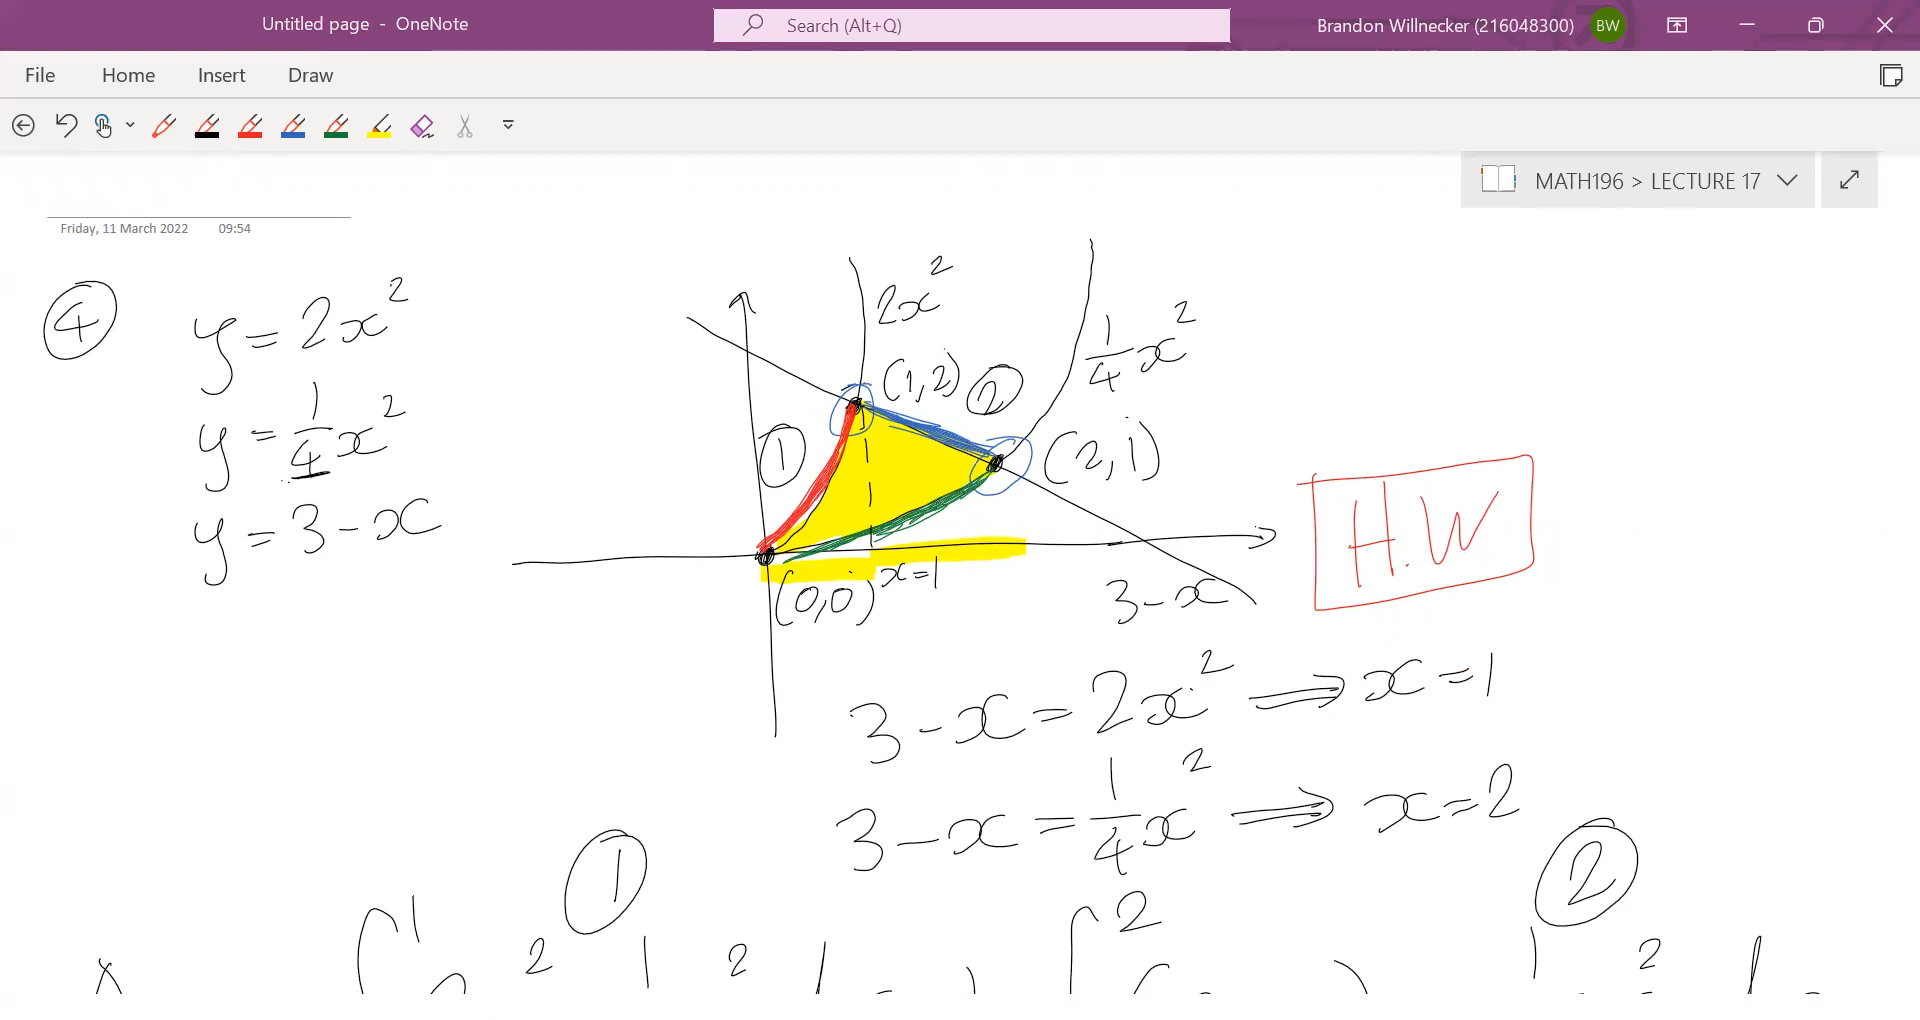 Untitled page - OneNote
Search (Alt+Q)
Brandon Willnecker (216048300)
BW
File Home Insert Draw
MATH196 > LECTURE 17
Friday, 11 March 2022 09:54
④
y = 2x²
y = 1/4 x²
y = 3 - x
2x²
1/4 x²
(1,2)
②
①
(2,1)
H.W
(0,0)
x=1
3-x
3-x = 2x² ⟹ x=1
3-x = 1/4 x² ⟹ x=2
① ②